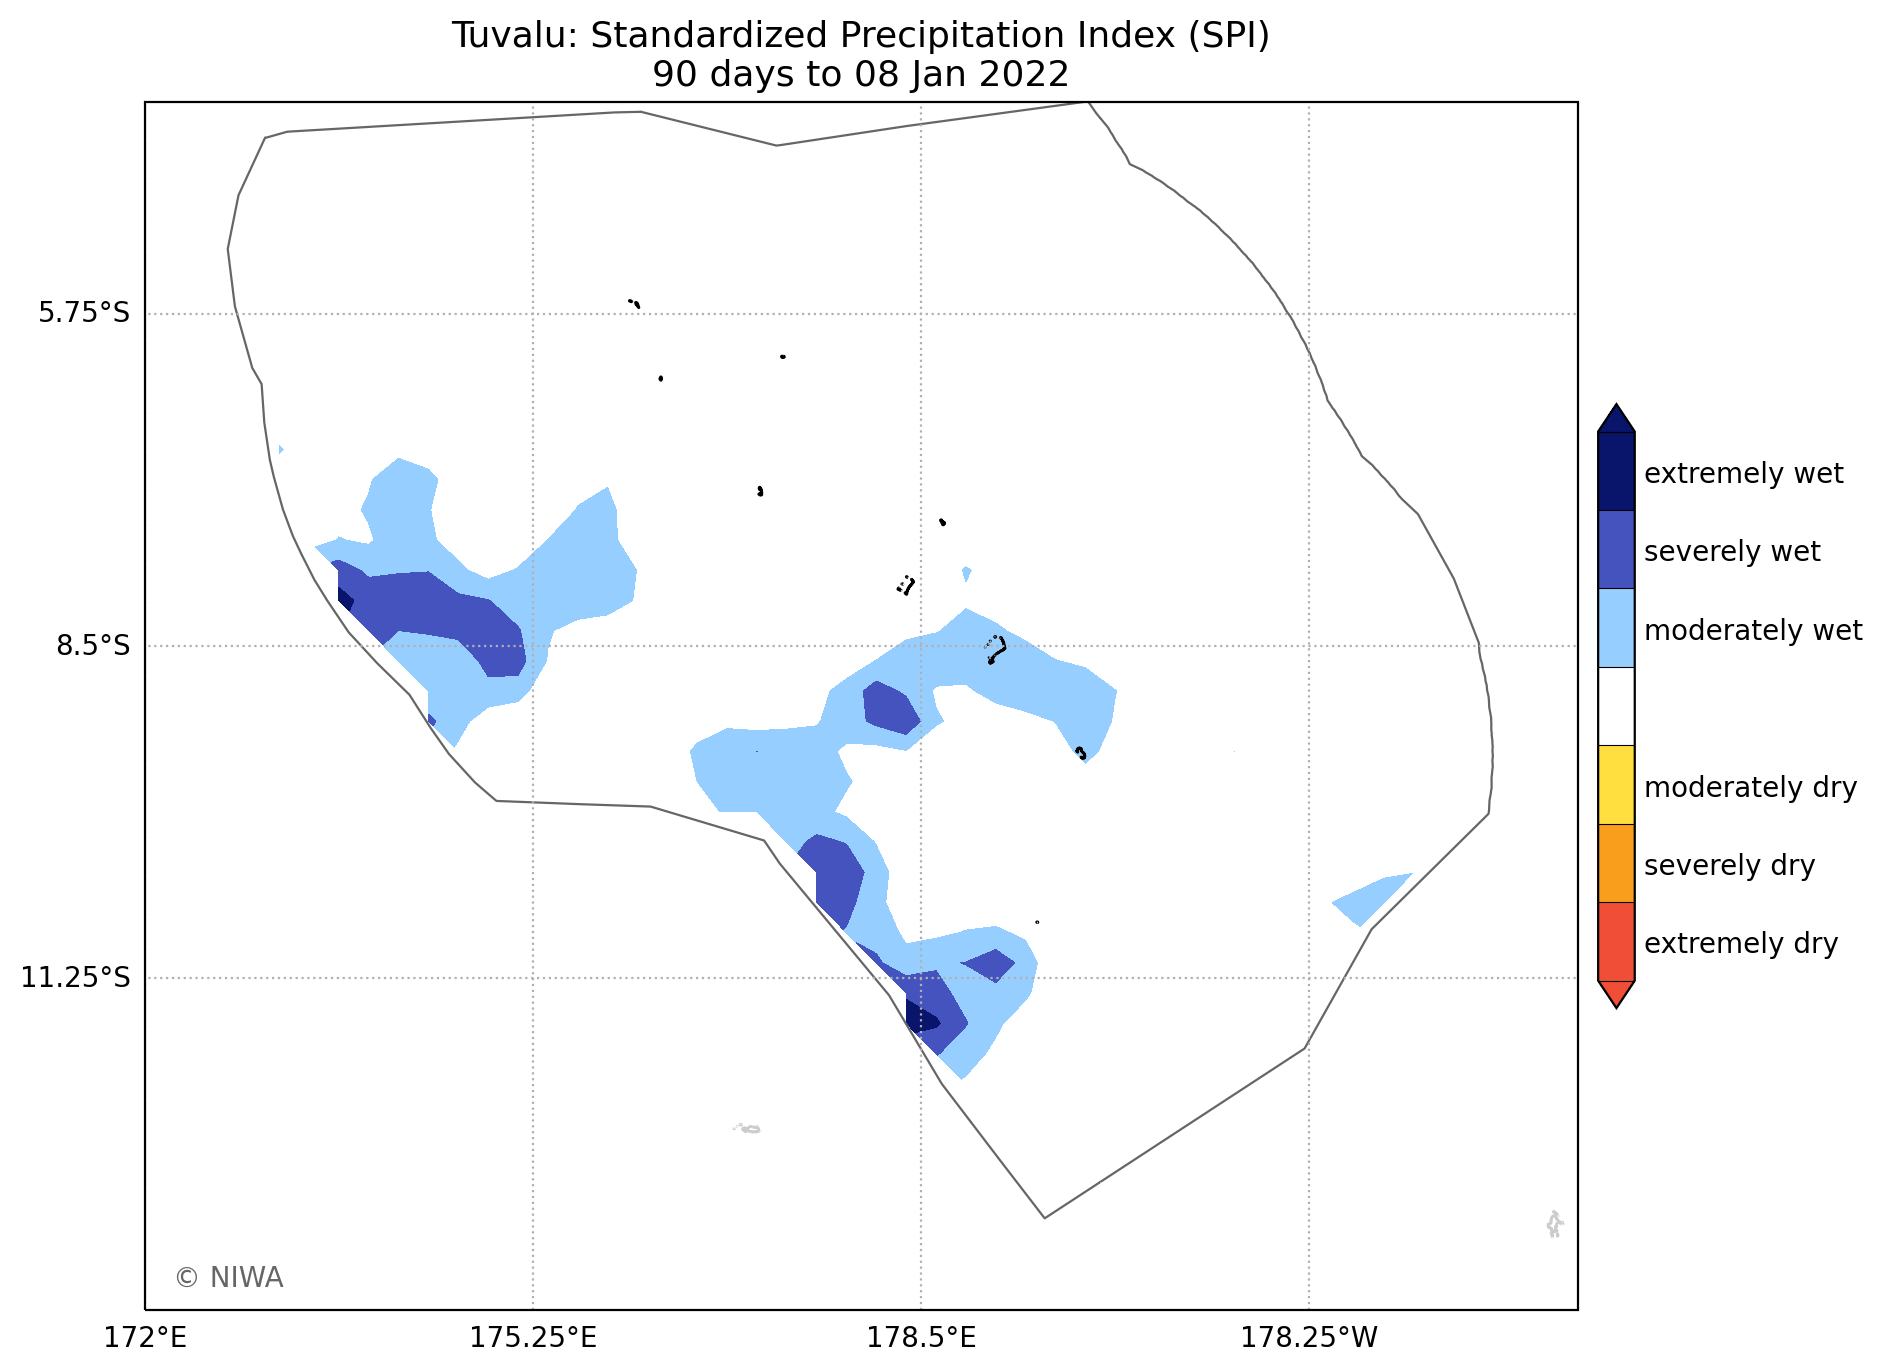 Tuvalu: Standardized Precipitation Index (SPI)
90 days to 08 Jan 2022
5.75°S
8.5°S
11.25°S
172°E
175.25°E
178.5°E
178.25°W
extremely wet
severely wet
moderately wet
moderately dry
severely dry
extremely dry
© NIWA